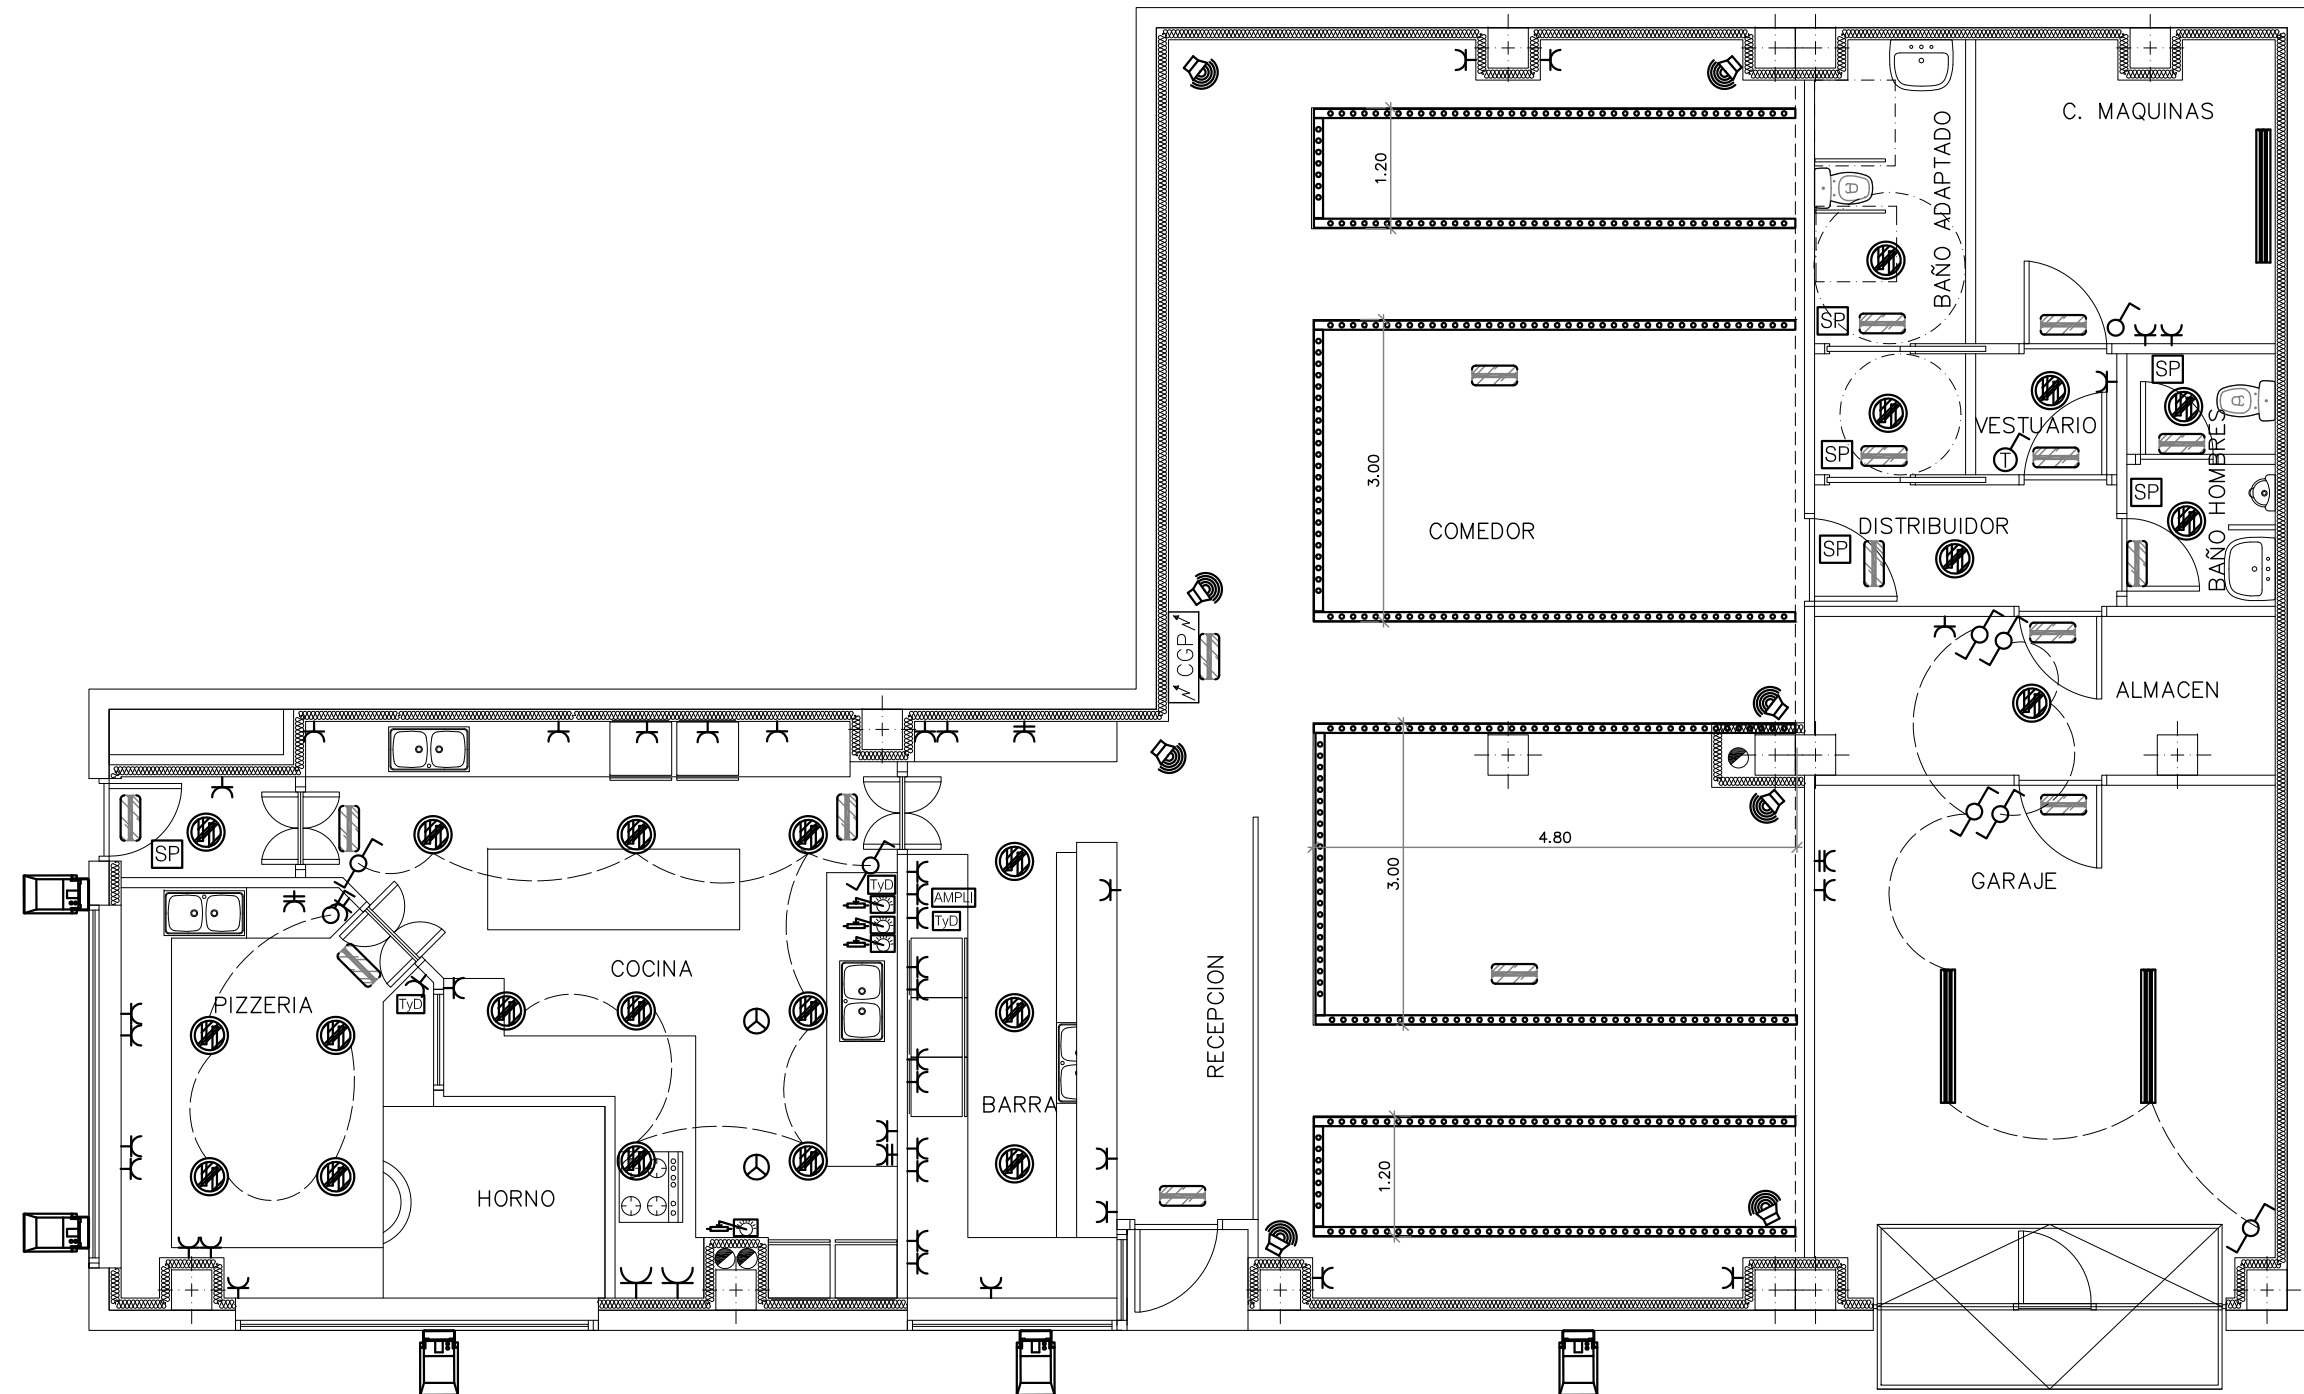 C. MAQUINAS
BAÑO ADAPTADO
1.20
SP
SP
SP
VESTUARIO
T
3.00
COMEDOR
SP
BAÑO HOMBRES
DISTRIBUIDOR
SP
CGP
ALMACEN
4.80
3.00
GARAJE
SP
TyD
AMPLI
TyD
COCINA
PIZZERIA
TyD
RECEPCION
BARRA
1.20
HORNO